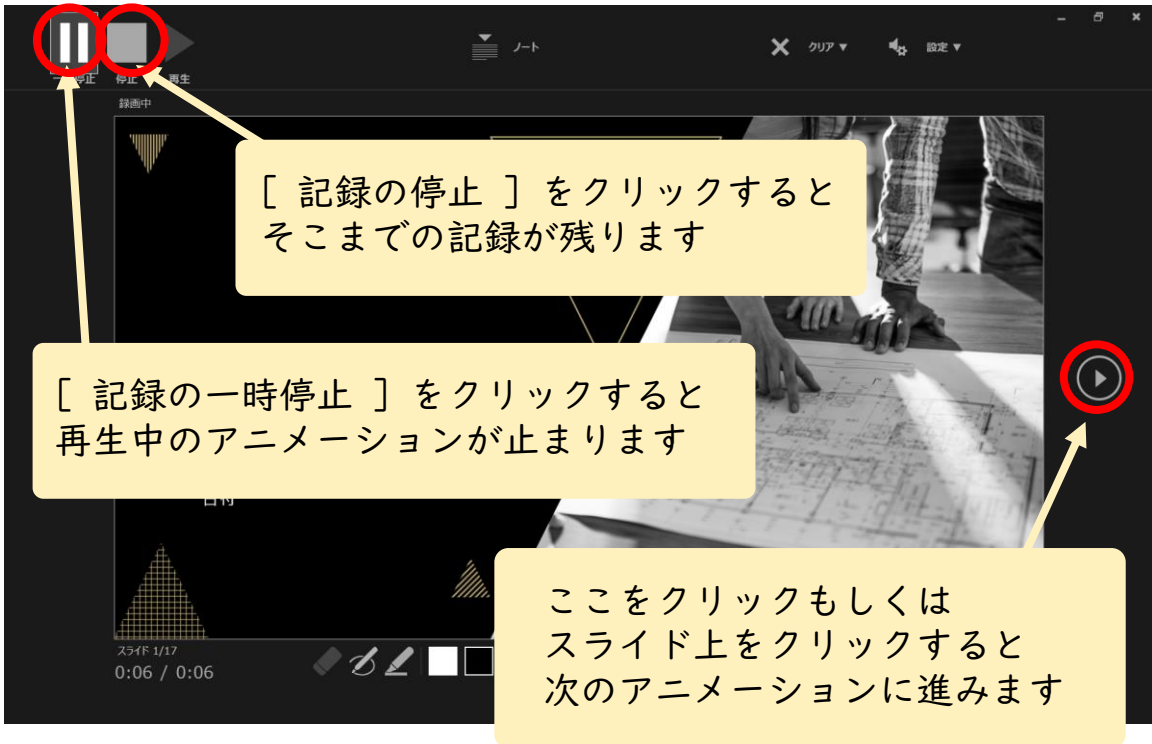 ノート
クリア ▼
設定 ▼
停止
停止
再生
録画中
[ 記録の停止 ] をクリックすると
そこまでの記録が残ります
[ 記録の一時停止 ] をクリックすると
再生中のアニメーションが止まります
ここをクリックもしくは
スライド上をクリックすると
次のアニメーションに進みます
スライド 1/17
0:06 / 0:06